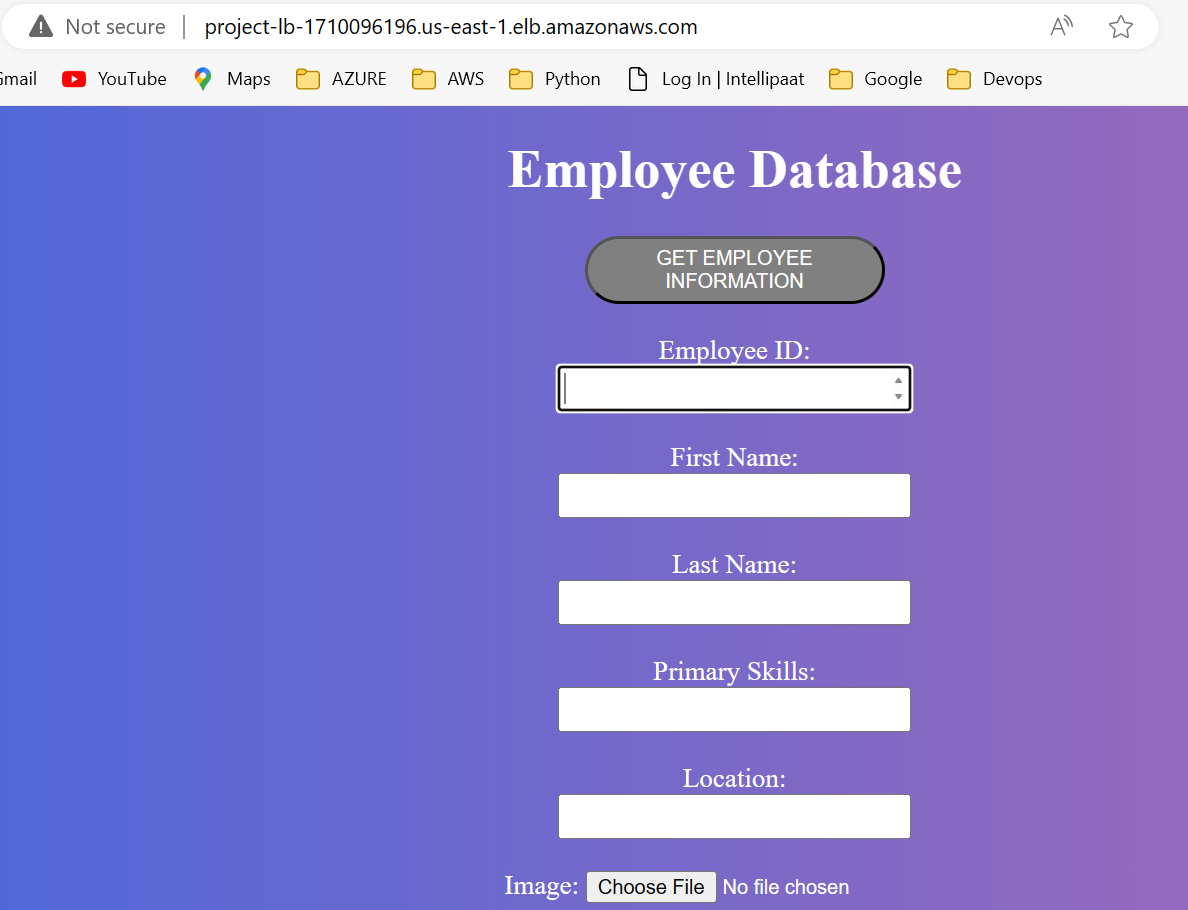 Not secure project-lb-1710096196.us-east-1.elb.amazonaws.com A
YouTube Maps AZURE AWS Python Log In | Intellipaat Google Devops
Employee Database
GET EMPLOYEE
INFORMATION
Employee ID:
First Name:
Last Name:
Primary Skills:
Location:
Image: Choose File No file chosen